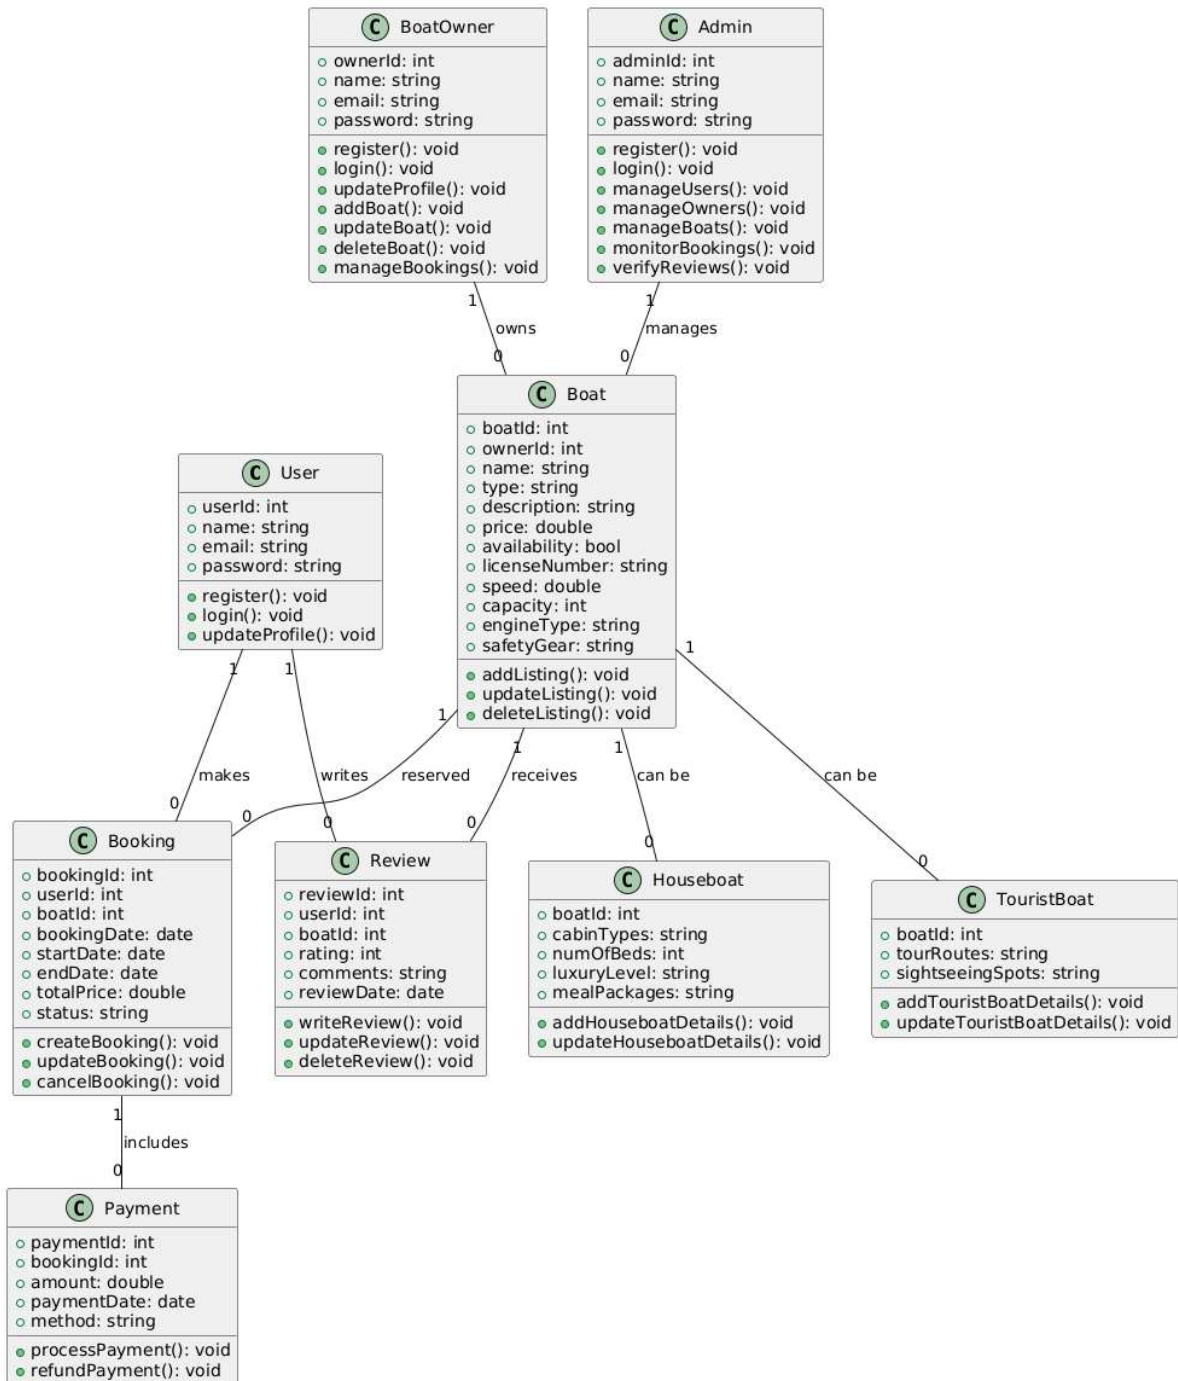 C BoatOwner
ownerId: int
name: string
email: string
password: string
register(): void
login(): void
updateProfile(): void
addBoat(): void
updateBoat(): void
deleteBoat(): void
manageBookings(): void
C Admin
adminId: int
name: string
email: string
password: string
register(): void
login(): void
manageUsers(): void
manageOwners(): void
manageBoats(): void
monitorBookings(): void
verifyReviews(): void
1
owns
0
1
manages
0
C Boat
boatId: int
ownerId: int
name: string
type: string
description: string
price: double
availability: bool
licenseNumber: string
speed: double
capacity: int
engineType: string
safetyGear: string
addListing(): void
updateListing(): void
deleteListing(): void
C User
userId: int
name: string
email: string
password: string
register(): void
login(): void
updateProfile(): void
1
makes
0
1
writes
0
1
reserved
0
1
receives
0
1
can be
0
1
can be
0
C Booking
bookingId: int
userId: int
boatId: int
bookingDate: date
startDate: date
endDate: date
totalPrice: double
status: string
createBooking(): void
updateBooking(): void
cancelBooking(): void
C Review
reviewId: int
userId: int
boatId: int
rating: int
comments: string
reviewDate: date
writeReview(): void
updateReview(): void
deleteReview(): void
C Houseboat
boatId: int
cabinTypes: string
numOfBeds: int
luxuryLevel: string
mealPackages: string
addHouseboatDetails(): void
updateHouseboatDetails(): void
C TouristBoat
boatId: int
tourRoutes: string
sightseeingSpots: string
addTouristBoatDetails(): void
updateTouristBoatDetails(): void
1
includes
0
C Payment
paymentId: int
bookingId: int
amount: double
paymentDate: date
method: string
processPayment(): void
refundPayment(): void